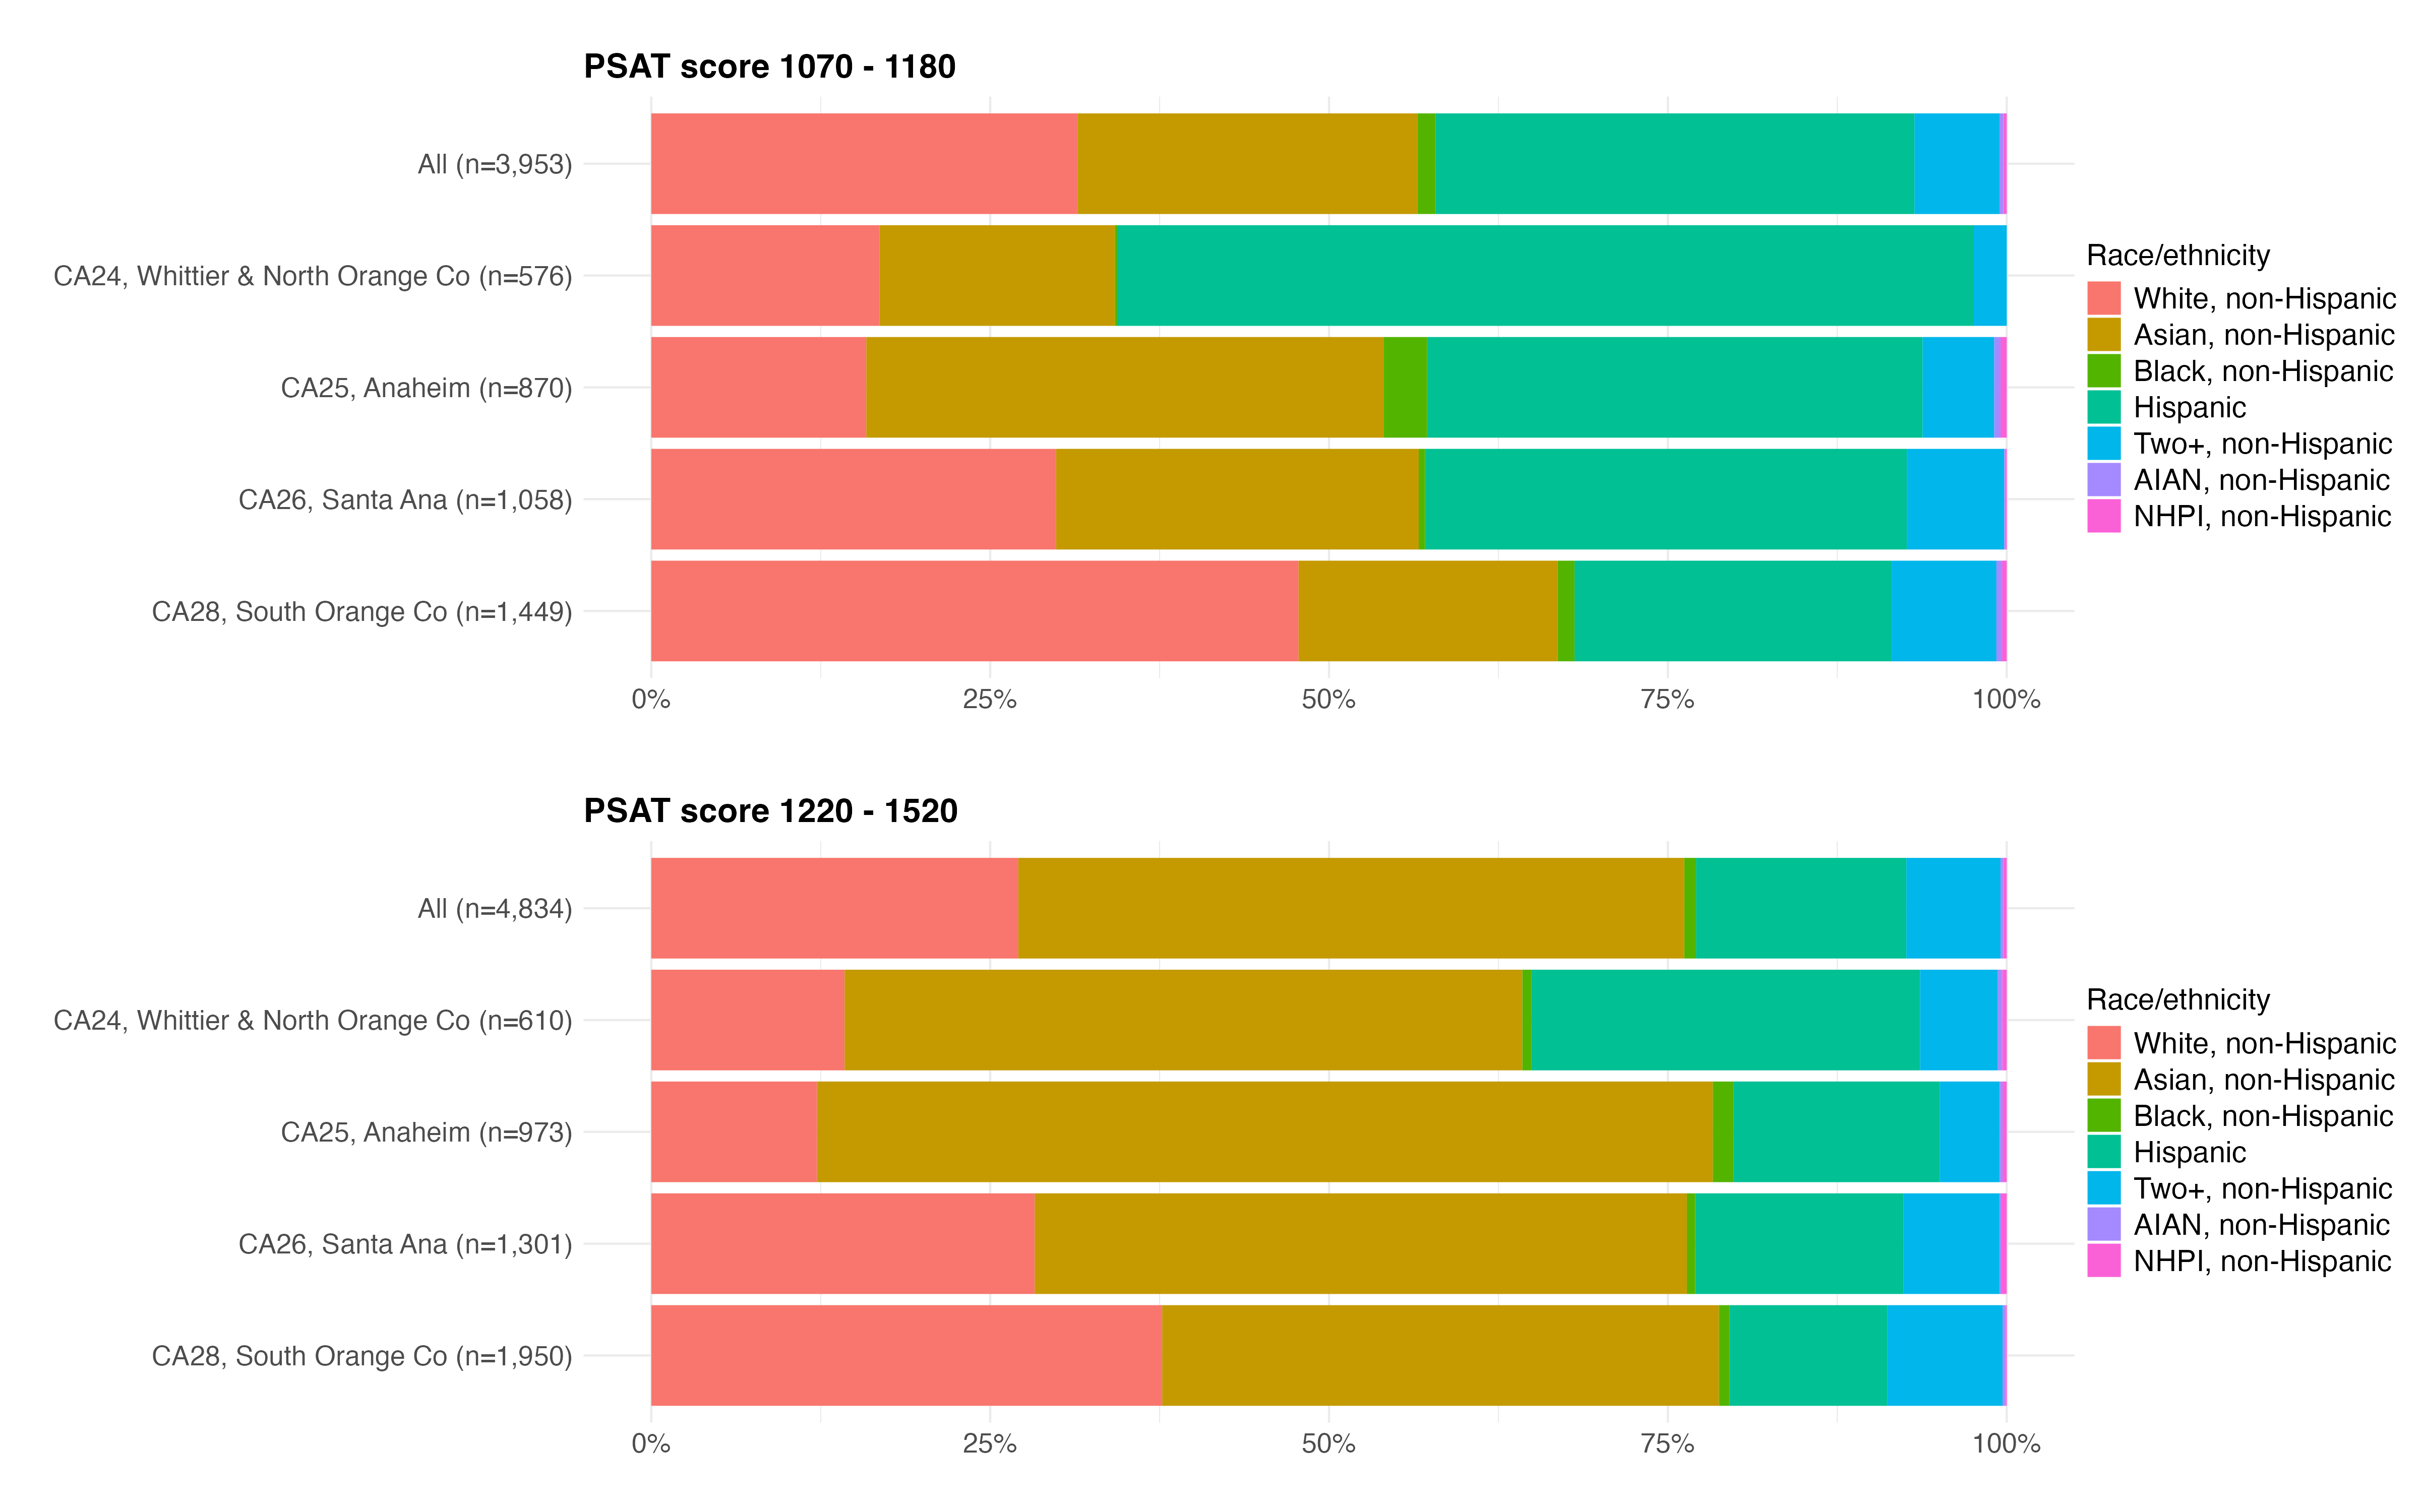 PSAT score 1070 - 1180
All (n=3,953)
CA24, Whittier & North Orange Co (n=576)
CA25, Anaheim (n=870)
CA26, Santa Ana (n=1,058)
CA28, South Orange Co (n=1,449)
0% 25% 50% 75% 100%
Race/ethnicity
White, non-Hispanic
Asian, non-Hispanic
Black, non-Hispanic
Hispanic
Two+, non-Hispanic
AIAN, non-Hispanic
NHPI, non-Hispanic
PSAT score 1220 - 1520
All (n=4,834)
CA24, Whittier & North Orange Co (n=610)
CA25, Anaheim (n=973)
CA26, Santa Ana (n=1,301)
CA28, South Orange Co (n=1,950)
0% 25% 50% 75% 100%
Race/ethnicity
White, non-Hispanic
Asian, non-Hispanic
Black, non-Hispanic
Hispanic
Two+, non-Hispanic
AIAN, non-Hispanic
NHPI, non-Hispanic